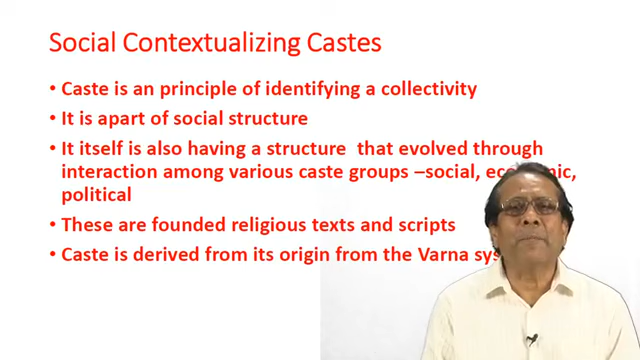 Social Contextualizing Castes
• Caste is an principle of identifying a collectivity
• It is apart of social structure
• It itself is also having a structure that evolved through
interaction among various caste groups –social,
political
• These are founded religious texts and scripts
• Caste is derived from its origin from the Varna